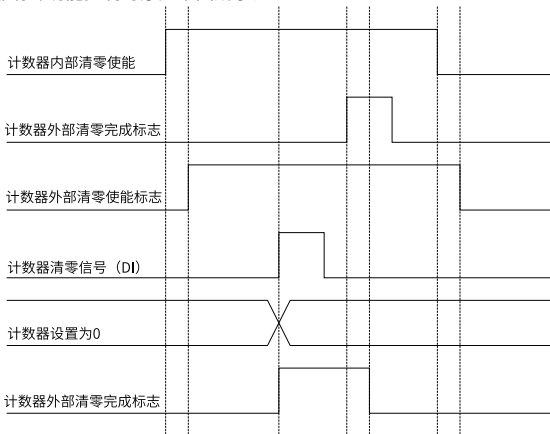 计数器内部清零使能
计数器外部清零完成标志
计数器外部清零使能标志
计数器清零信号（DI）
计数器设置为0
计数器外部清零完成标志